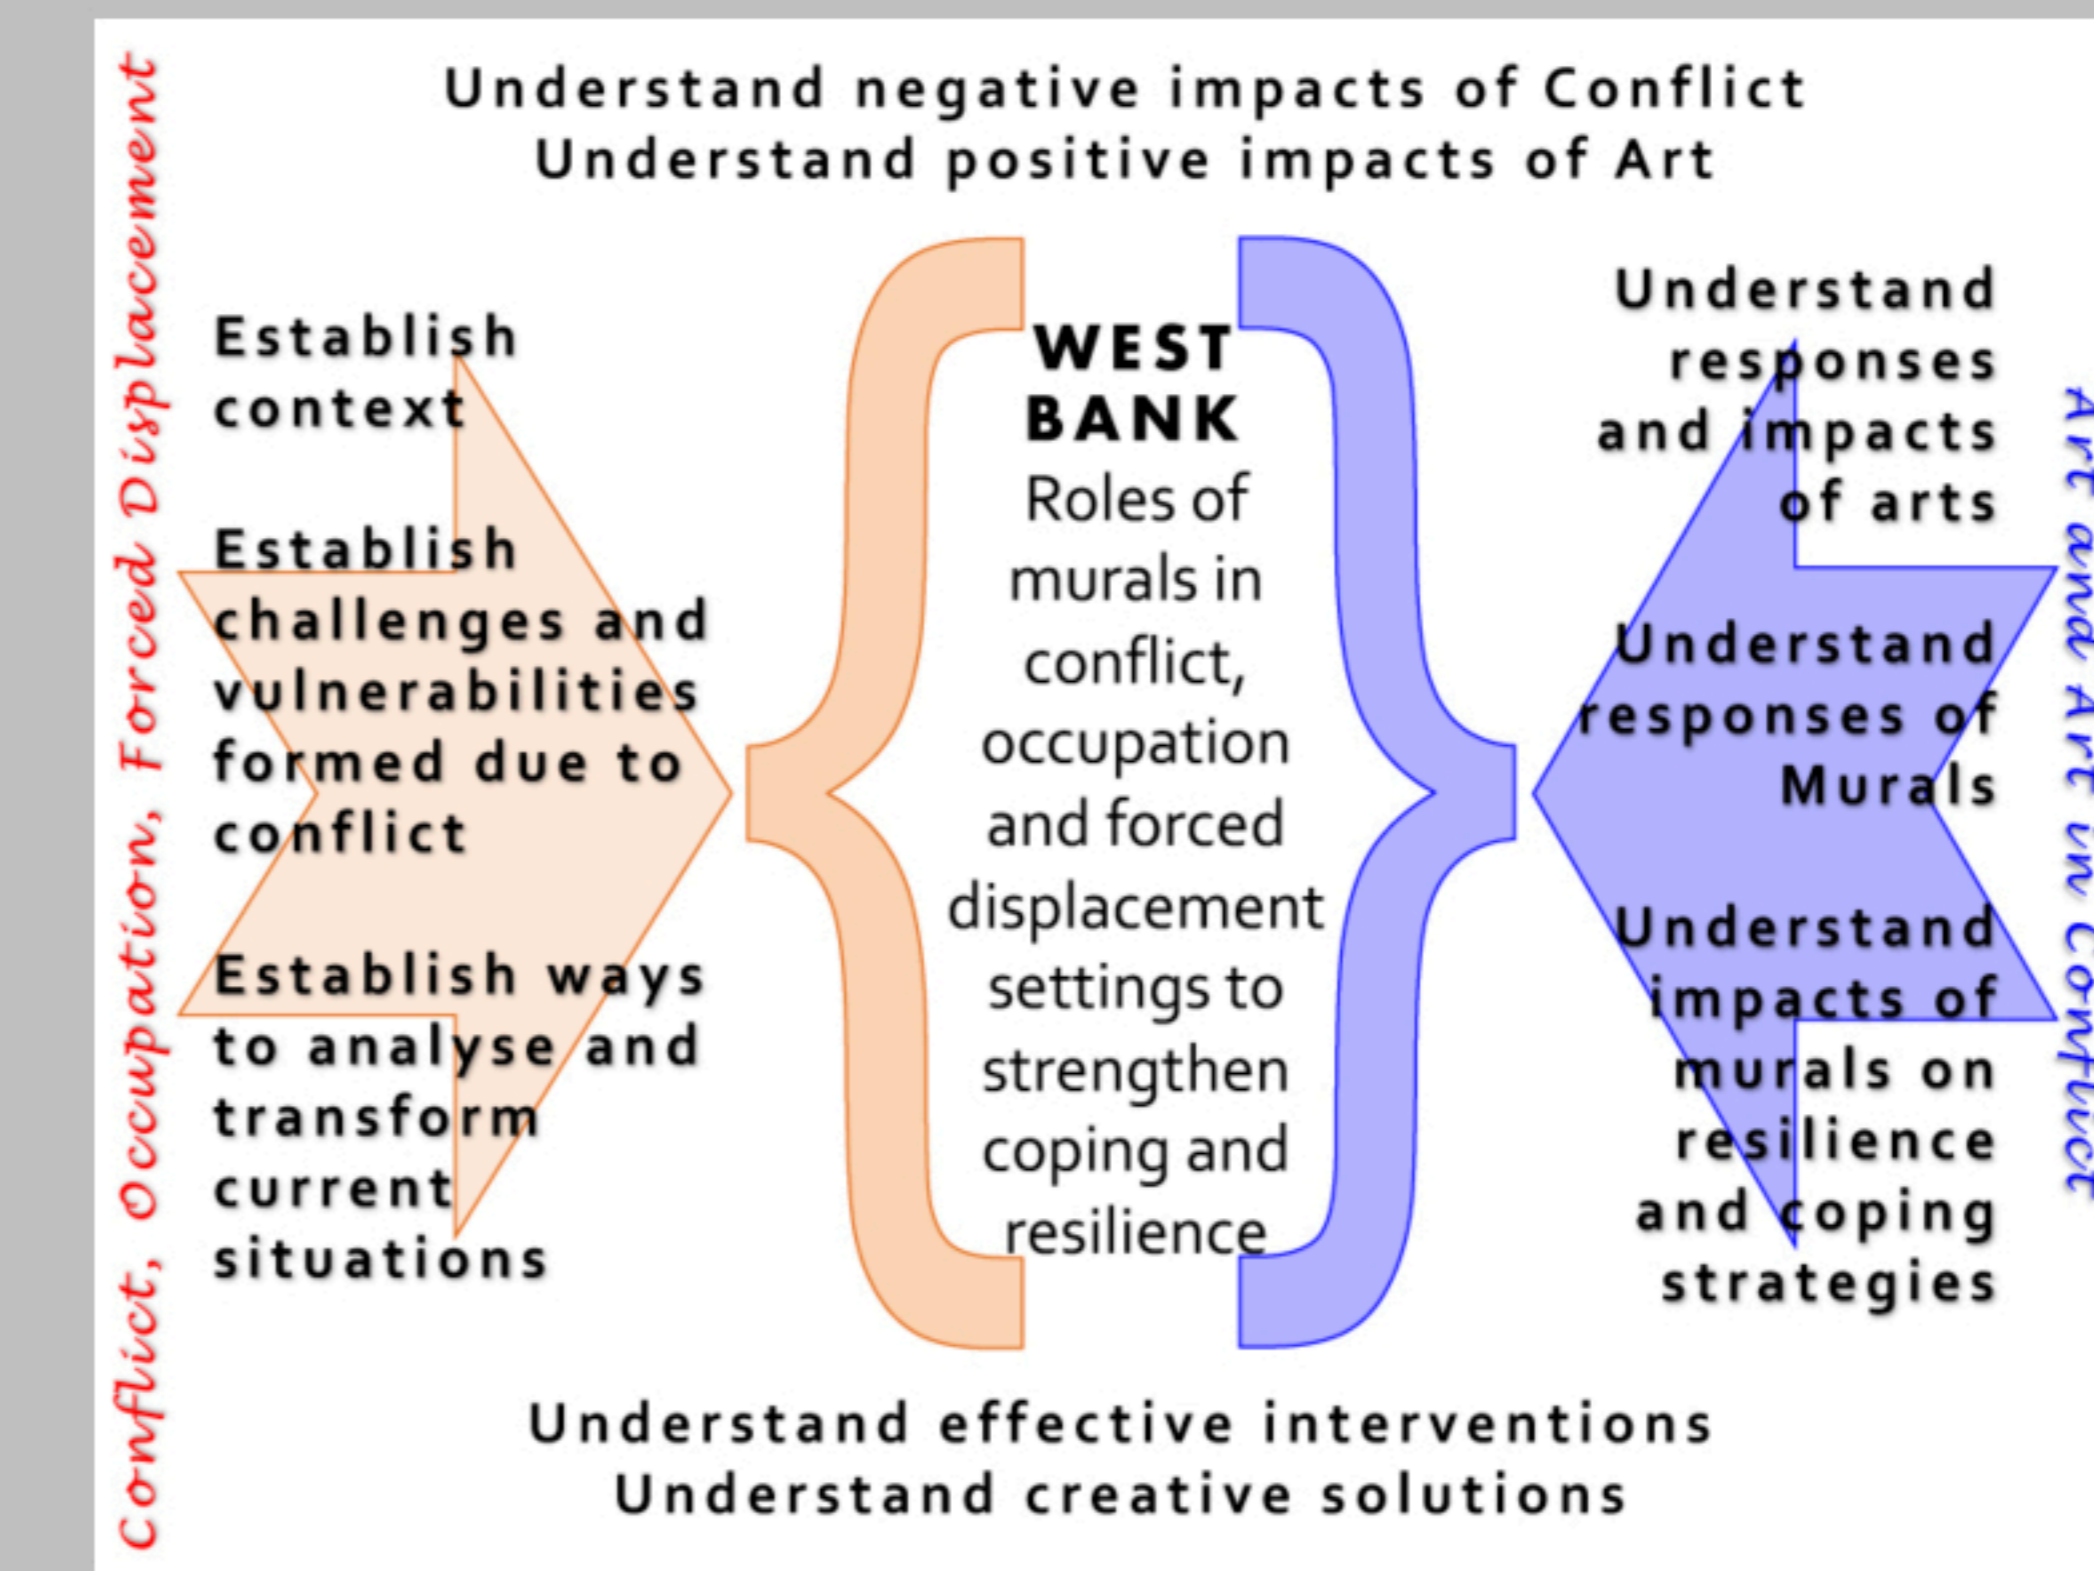 Understand negative impacts of Conflict
Understand positive impacts of Art
Conflict, Occupation, Forced Displacement
Establish
context
Establish
challenges and
vulnerabilities
formed due to
conflict
Establish ways
to analyse and
transform
current
situations
WEST
BANK
Roles of
murals in
conflict,
occupation
and forced
displacement
settings to
strengthen
coping and
resilience
Understand
responses
and impacts
of arts
Understand
responses of
Murals
Understand
impacts of
murals on
resilience
and coping
strategies
Art and Art in Conflict
Understand effective interventions
Understand creative solutions